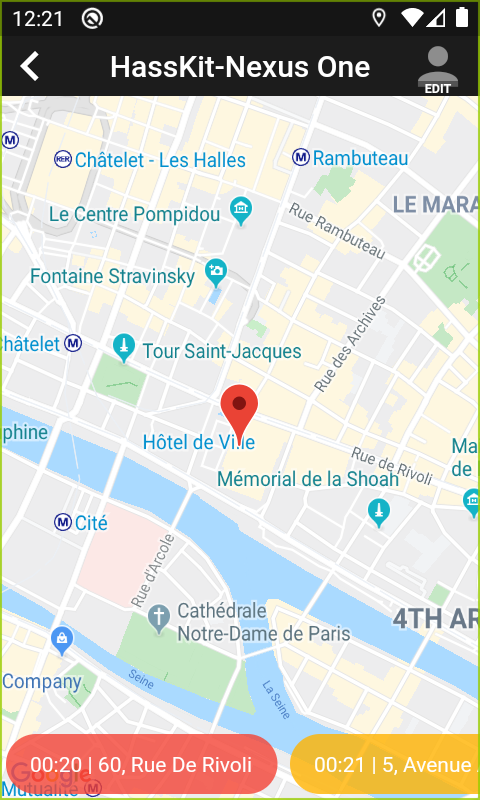 12:21
HassKit-Nexus One
EDIT
M
RER Châtelet - Les Halles
M Rambuteau
LE MARA
Le Centre Pompidou
Rue Rambuteau
Fontaine Stravinsky
Rue des Archives
Châtelet M
Tour Saint-Jacques
phine
Hôtel de Ville
Ma
de
Rue de Rivoli
Mémorial de la Shoah
M Cité
Rue d'Arcole
Cathédrale
Notre-Dame de Paris
4TH AR
Company
Seine
La Seine
00:20 | 60, Rue De Rivoli
00:21 | 5, Avenue
Google
Mutualité M